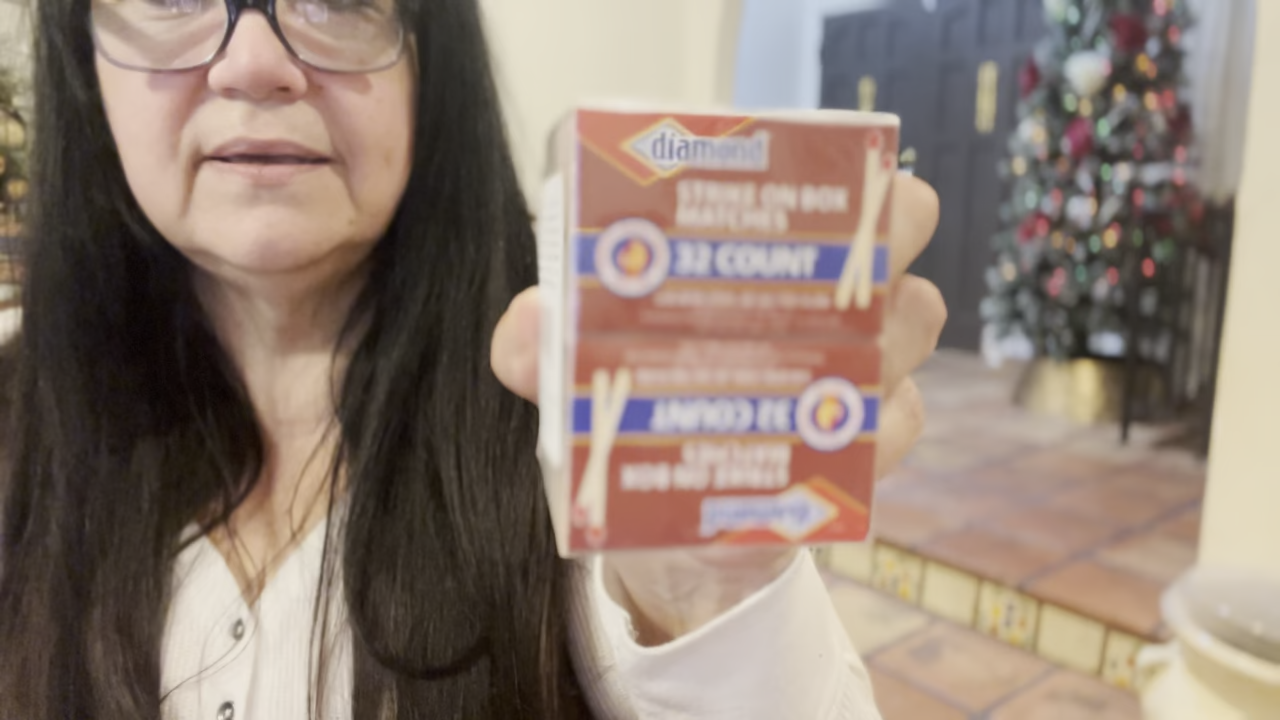 diamond
STRIKE ON BOX
MATCHES
32 COUNT
32 COUNT
MATCHES
STRIKE ON BOX
diamond